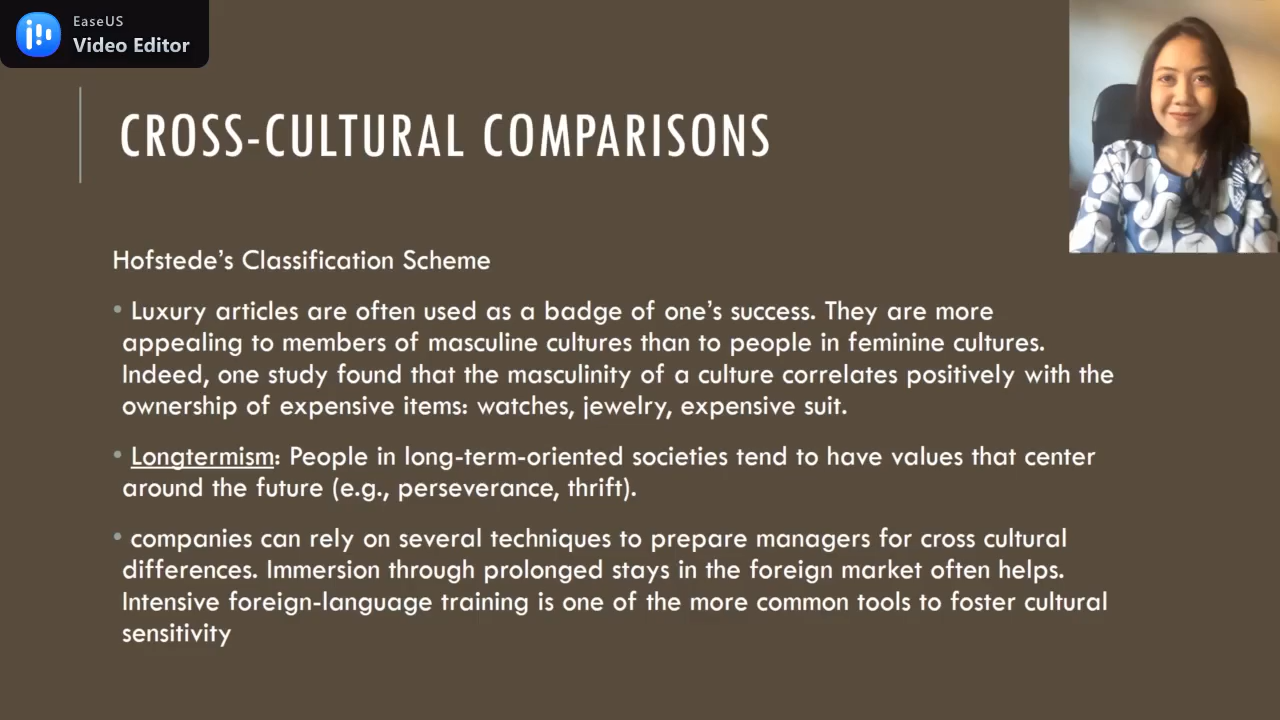 EaseUS
Video Editor
CROSS-CULTURAL COMPARISONS
Hofstede’s Classification Scheme
• Luxury articles are often used as a badge of one’s success. They are more
appealing to members of masculine cultures than to people in feminine cultures.
Indeed, one study found that the masculinity of a culture correlates positively with the
ownership of expensive items: watches, jewelry, expensive suit.
• Longtermism: People in long-term-oriented societies tend to have values that center
around the future (e.g., perseverance, thrift).
• companies can rely on several techniques to prepare managers for cross cultural
differences. Immersion through prolonged stays in the foreign market often helps.
Intensive foreign-language training is one of the more common tools to foster cultural
sensitivity